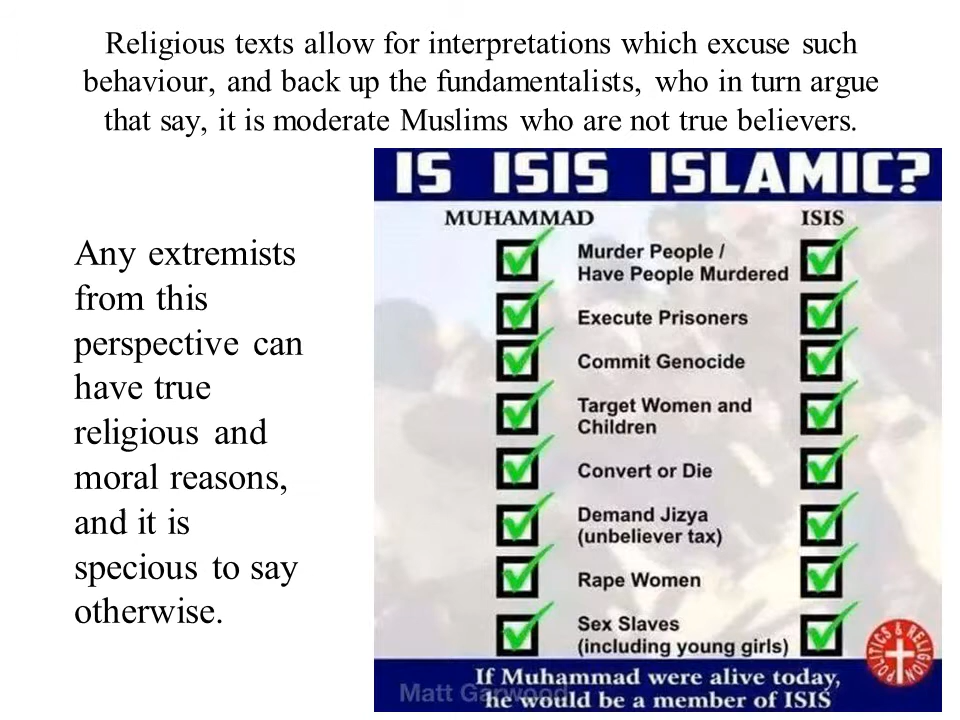 Religious texts allow for interpretations which excuse such
behaviour, and back up the fundamentalists, who in turn argue
that say, it is moderate Muslims who are not true believers.
Any extremists
from this
perspective can
have true
religious and
moral reasons,
and it is
specious to say
otherwise.
IS ISIS ISLAMIC?
MUHAMMAD ISIS
Murder People /
Have People Murdered
Execute Prisoners
Commit Genocide
Target Women and
Children
Convert or Die
Demand Jizya
(unbeliever tax)
Rape Women
Sex Slaves
(including young girls)
POLITICS & RELIGION
If Muhammad were alive today,
he would be a member of ISIS
Matt Garwood